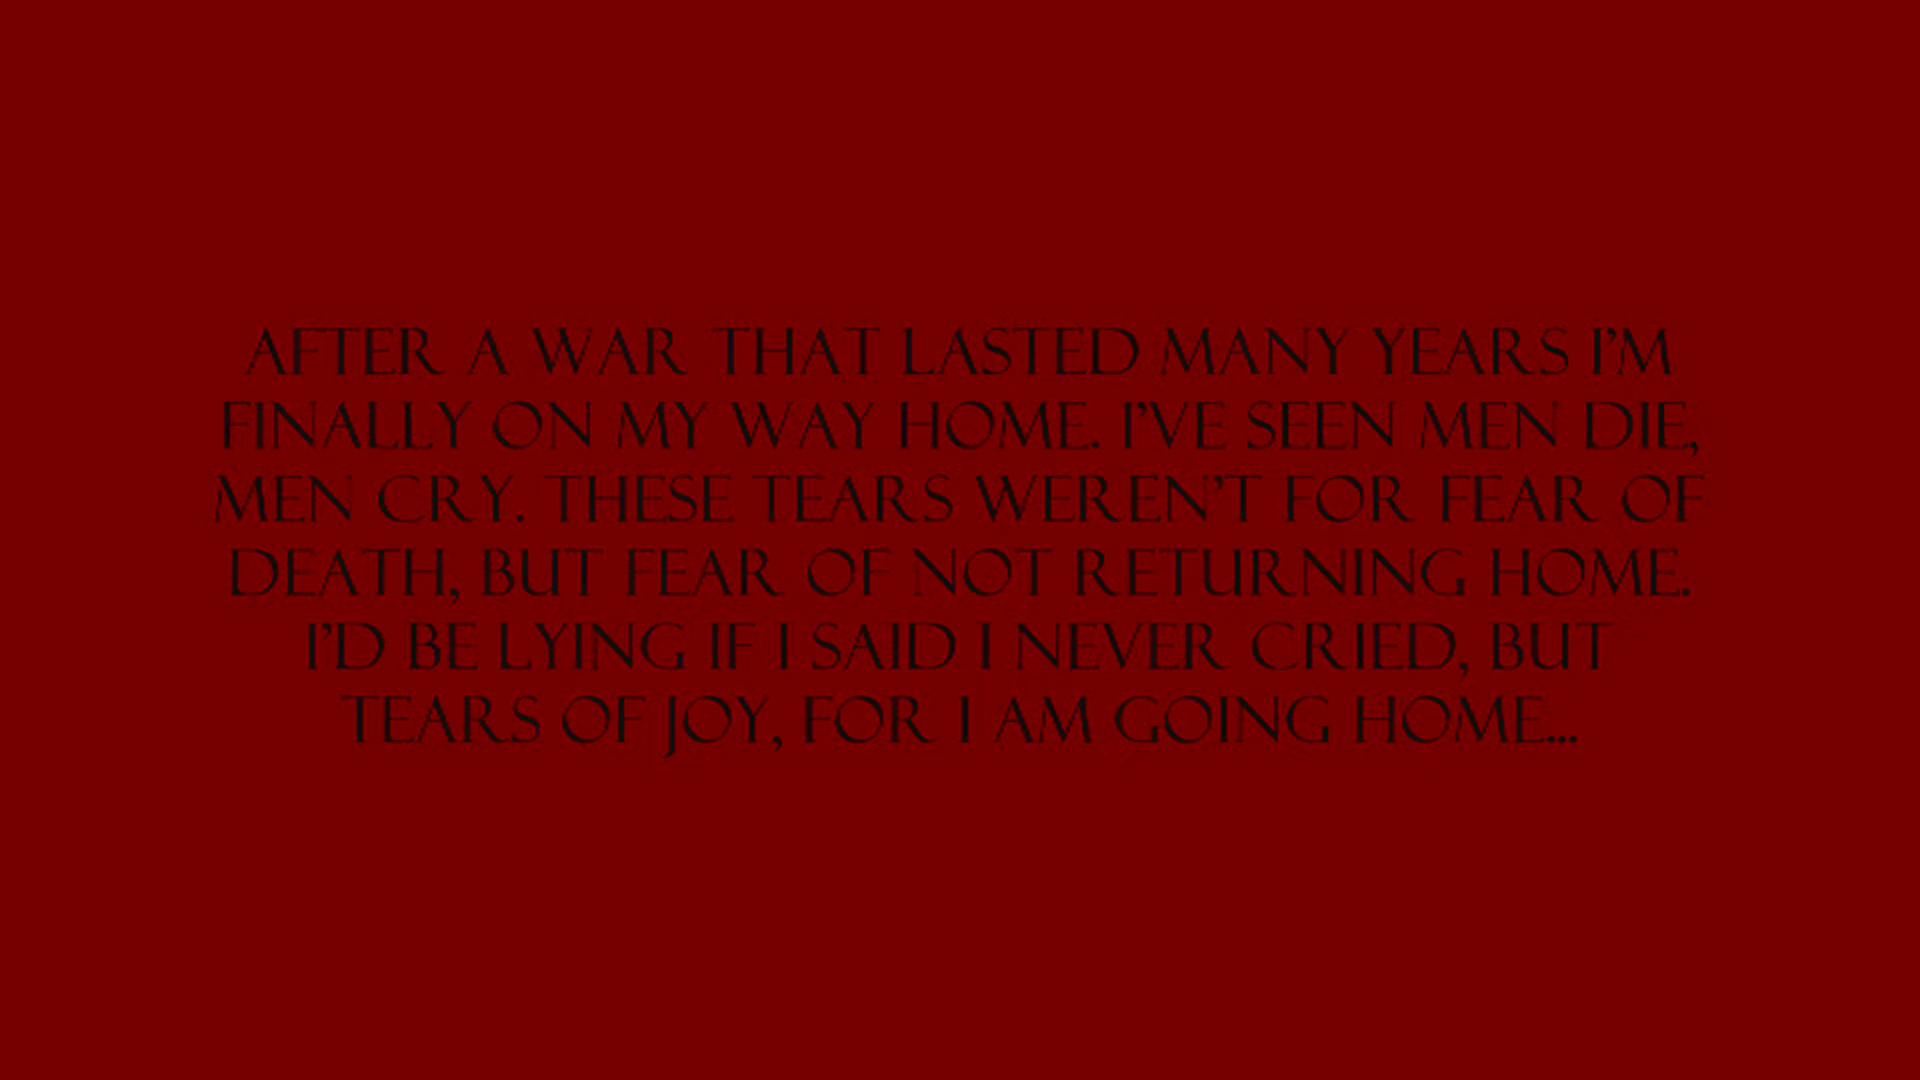 AFTER A WAR THAT LASTED MANY YEARS I'M
FINALLY ON MY WAY HOME. I'VE SEEN MEN DIE,
MEN CRY. THESE TEARS WEREN'T FOR FEAR OF
DEATH, BUT FEAR OF NOT RETURNING HOME.
I'D BE LYING IF I SAID I NEVER CRIED, BUT
TEARS OF JOY, FOR I AM GOING HOME...